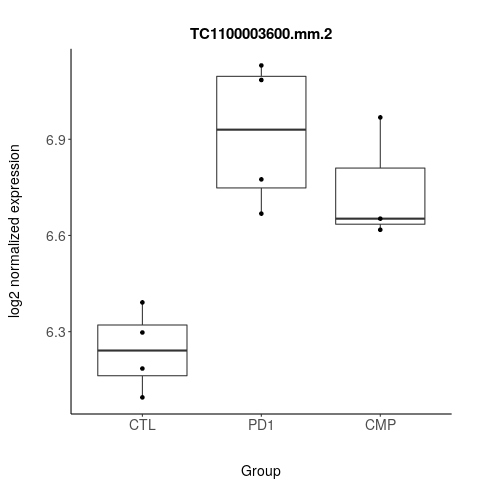 TC1100003600.mm.2
log2 normalized expression
6.9
6.6
6.3
CTL PD1 CMP
Group